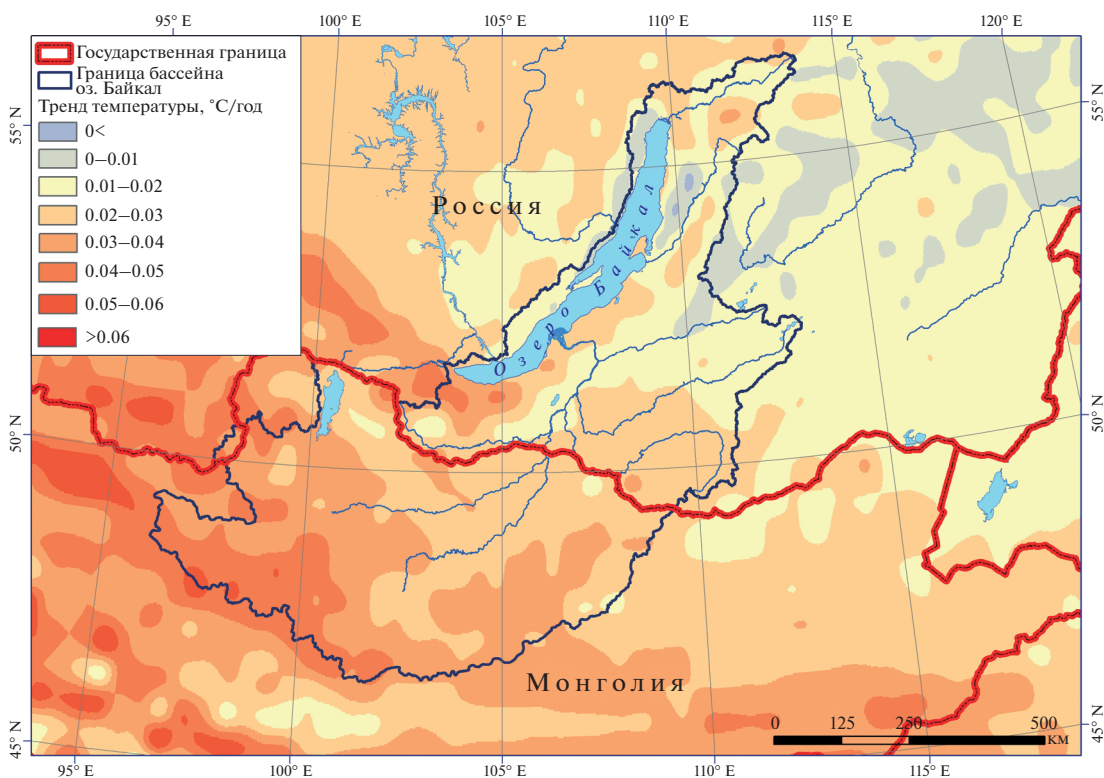 95° E 100° E 105° E 110° E 115° E 120° E
Государственная граница
Граница бассейна
оз. Байкал
Тренд температуры, °С/год
0<
0–0.01
0.01–0.02
0.02–0.03
0.03–0.04
0.04–0.05
0.05–0.06
>0.06
55° N
55° N
Россия
Озеро Байкал
50° N
50° N
Монголия
0 125 250 500
КМ
45° N
45° N
95° E 100° E 105° E 110° E 115° E